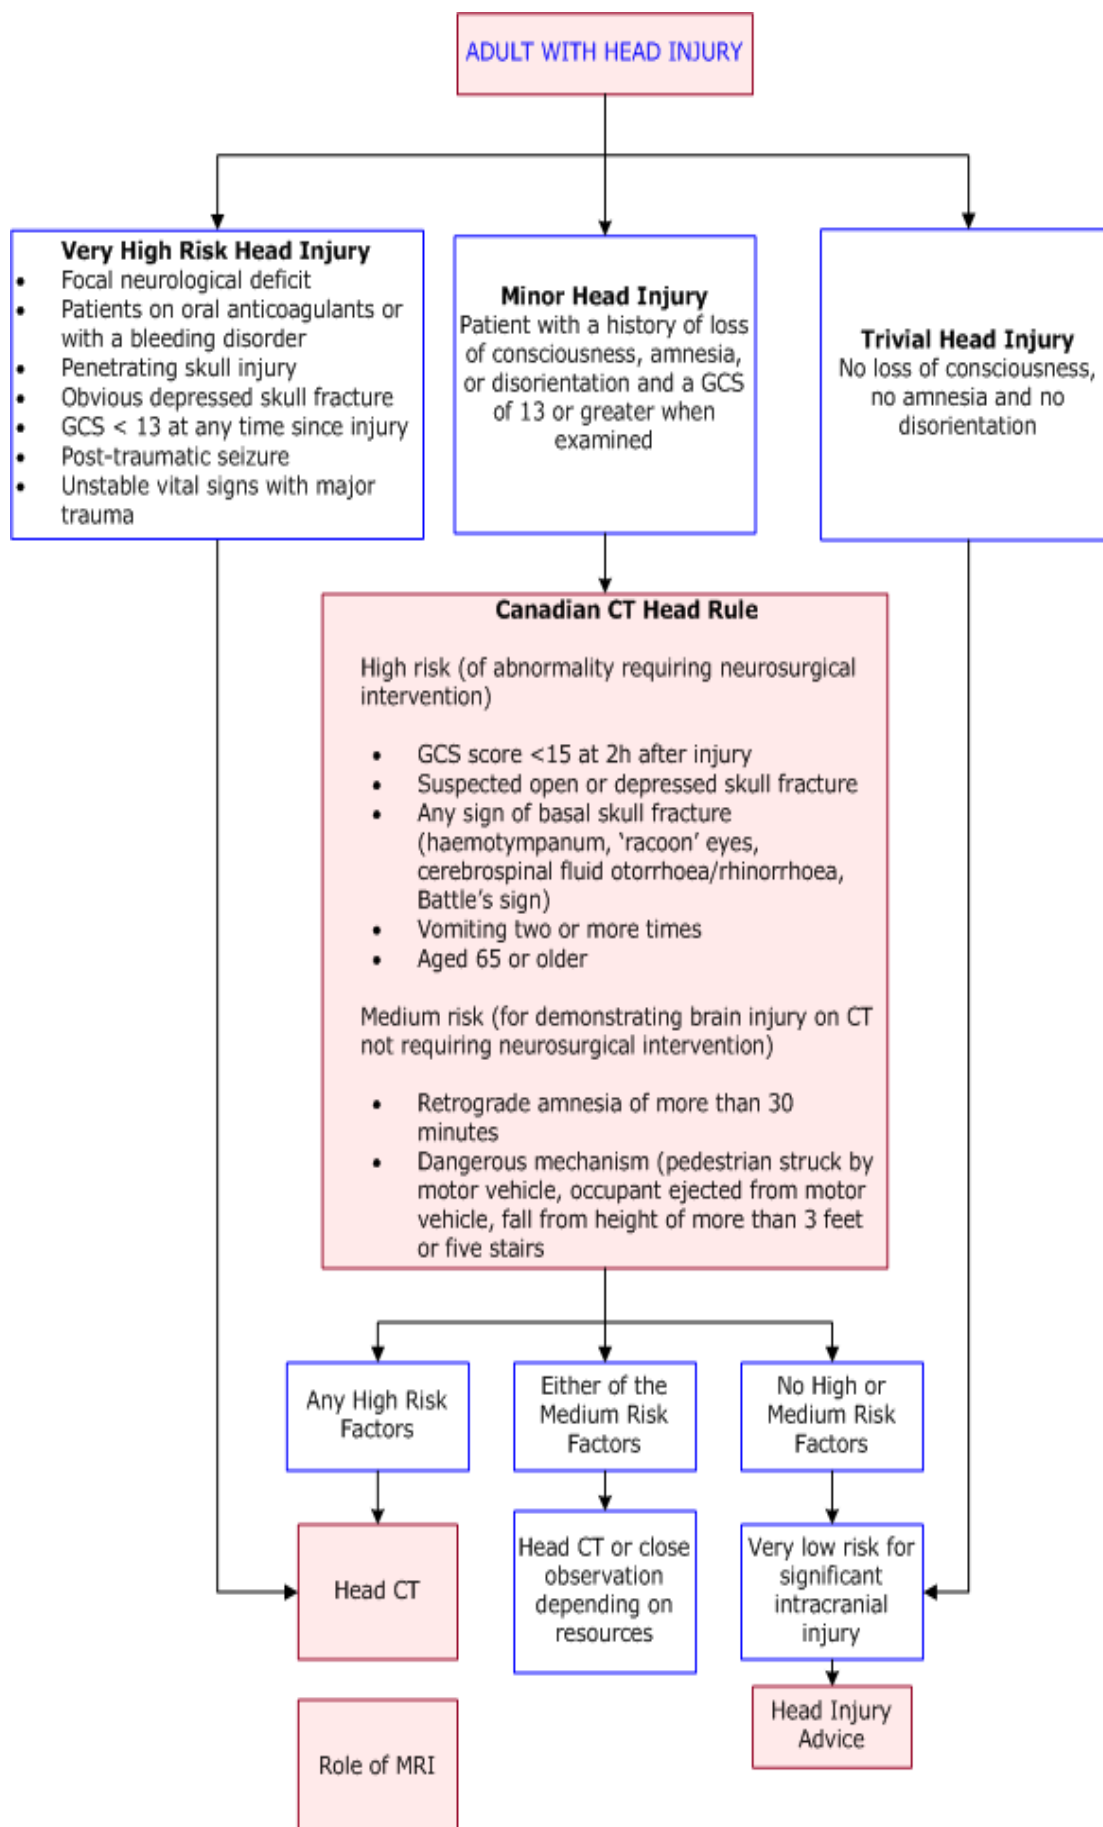 ADULT WITH HEAD INJURY
Very High Risk Head Injury
• Focal neurological deficit
• Patients on oral anticoagulants or
with a bleeding disorder
• Penetrating skull injury
• Obvious depressed skull fracture
• GCS < 13 at any time since injury
• Post-traumatic seizure
• Unstable vital signs with major
trauma
Minor Head Injury
Patient with a history of loss
of consciousness, amnesia,
or disorientation and a GCS
of 13 or greater when
examined
Trivial Head Injury
No loss of consciousness,
no amnesia and no
disorientation
Canadian CT Head Rule
High risk (of abnormality requiring neurosurgical
intervention)
• GCS score <15 at 2h after injury
• Suspected open or depressed skull fracture
• Any sign of basal skull fracture
(haemotympanum, ‘racoon’ eyes,
cerebrospinal fluid otorrhoea/rhinorrhoea,
Battle’s sign)
• Vomiting two or more times
• Aged 65 or older
Medium risk (for demonstrating brain injury on CT
not requiring neurosurgical intervention)
• Retrograde amnesia of more than 30
minutes
• Dangerous mechanism (pedestrian struck by
motor vehicle, occupant ejected from motor
vehicle, fall from height of more than 3 feet
or five stairs
Any High Risk
Factors
Either of the
Medium Risk
Factors
No High or
Medium Risk
Factors
Head CT
Head CT or close
observation
depending on
resources
Very low risk for
significant
intracranial
injury
Role of MRI
Head Injury
Advice